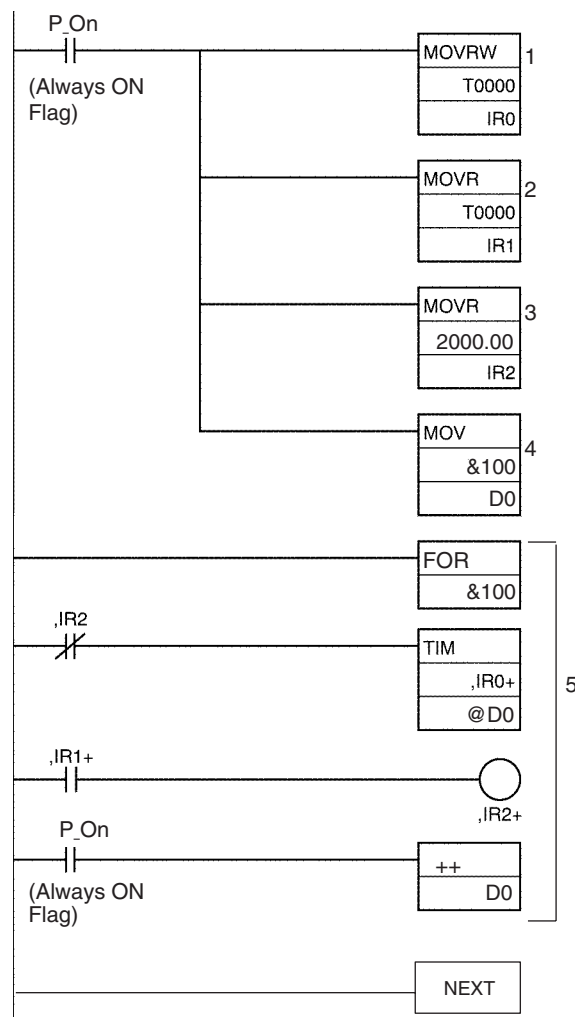 P_On
(Always ON
Flag)
MOVRW
1
T0000
IR0
MOVR
2
T0000
IR1
MOVR
3
2000.00
IR2
MOV
4
&100
D0
FOR
&100
,IR2
TIM
,IR0+
@D0
5
,IR1+
,IR2+
P_On
(Always ON
Flag)
++
D0
NEXT